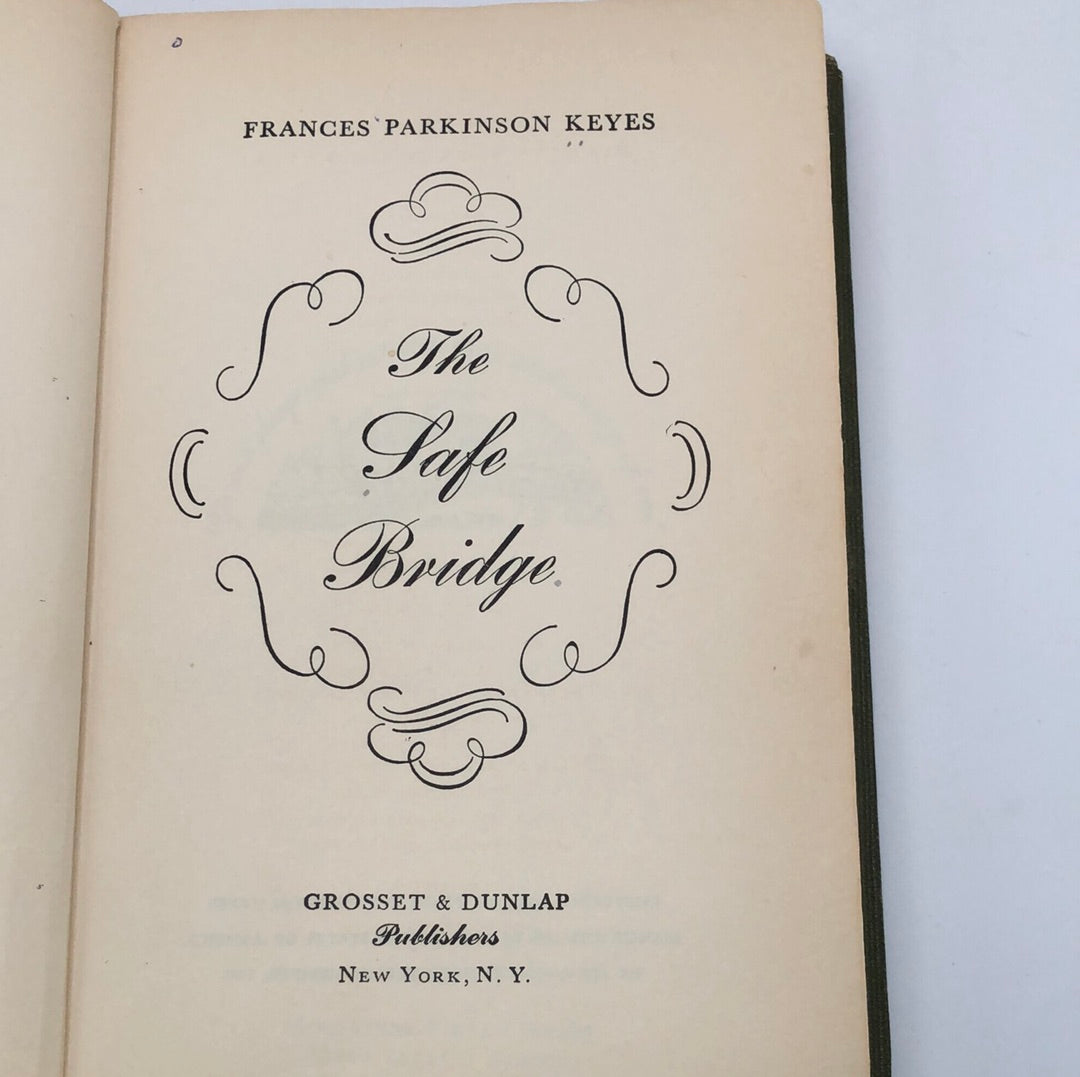 FRANCES PARKINSON KEYES
The
Safe
Bridge
GROSSET & DUNLAP
Publishers
NEW YORK, N. Y.